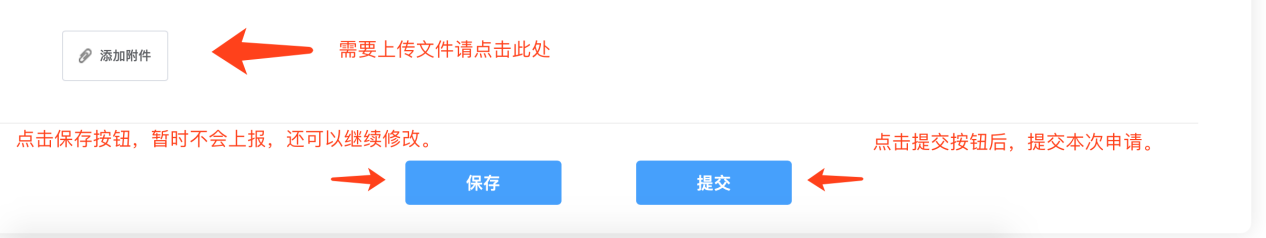 添加附件
需要上传文件请点击此处
点击保存按钮，暂时不会上报，还可以继续修改。
点击提交按钮后，提交本次申请。
保存
提交